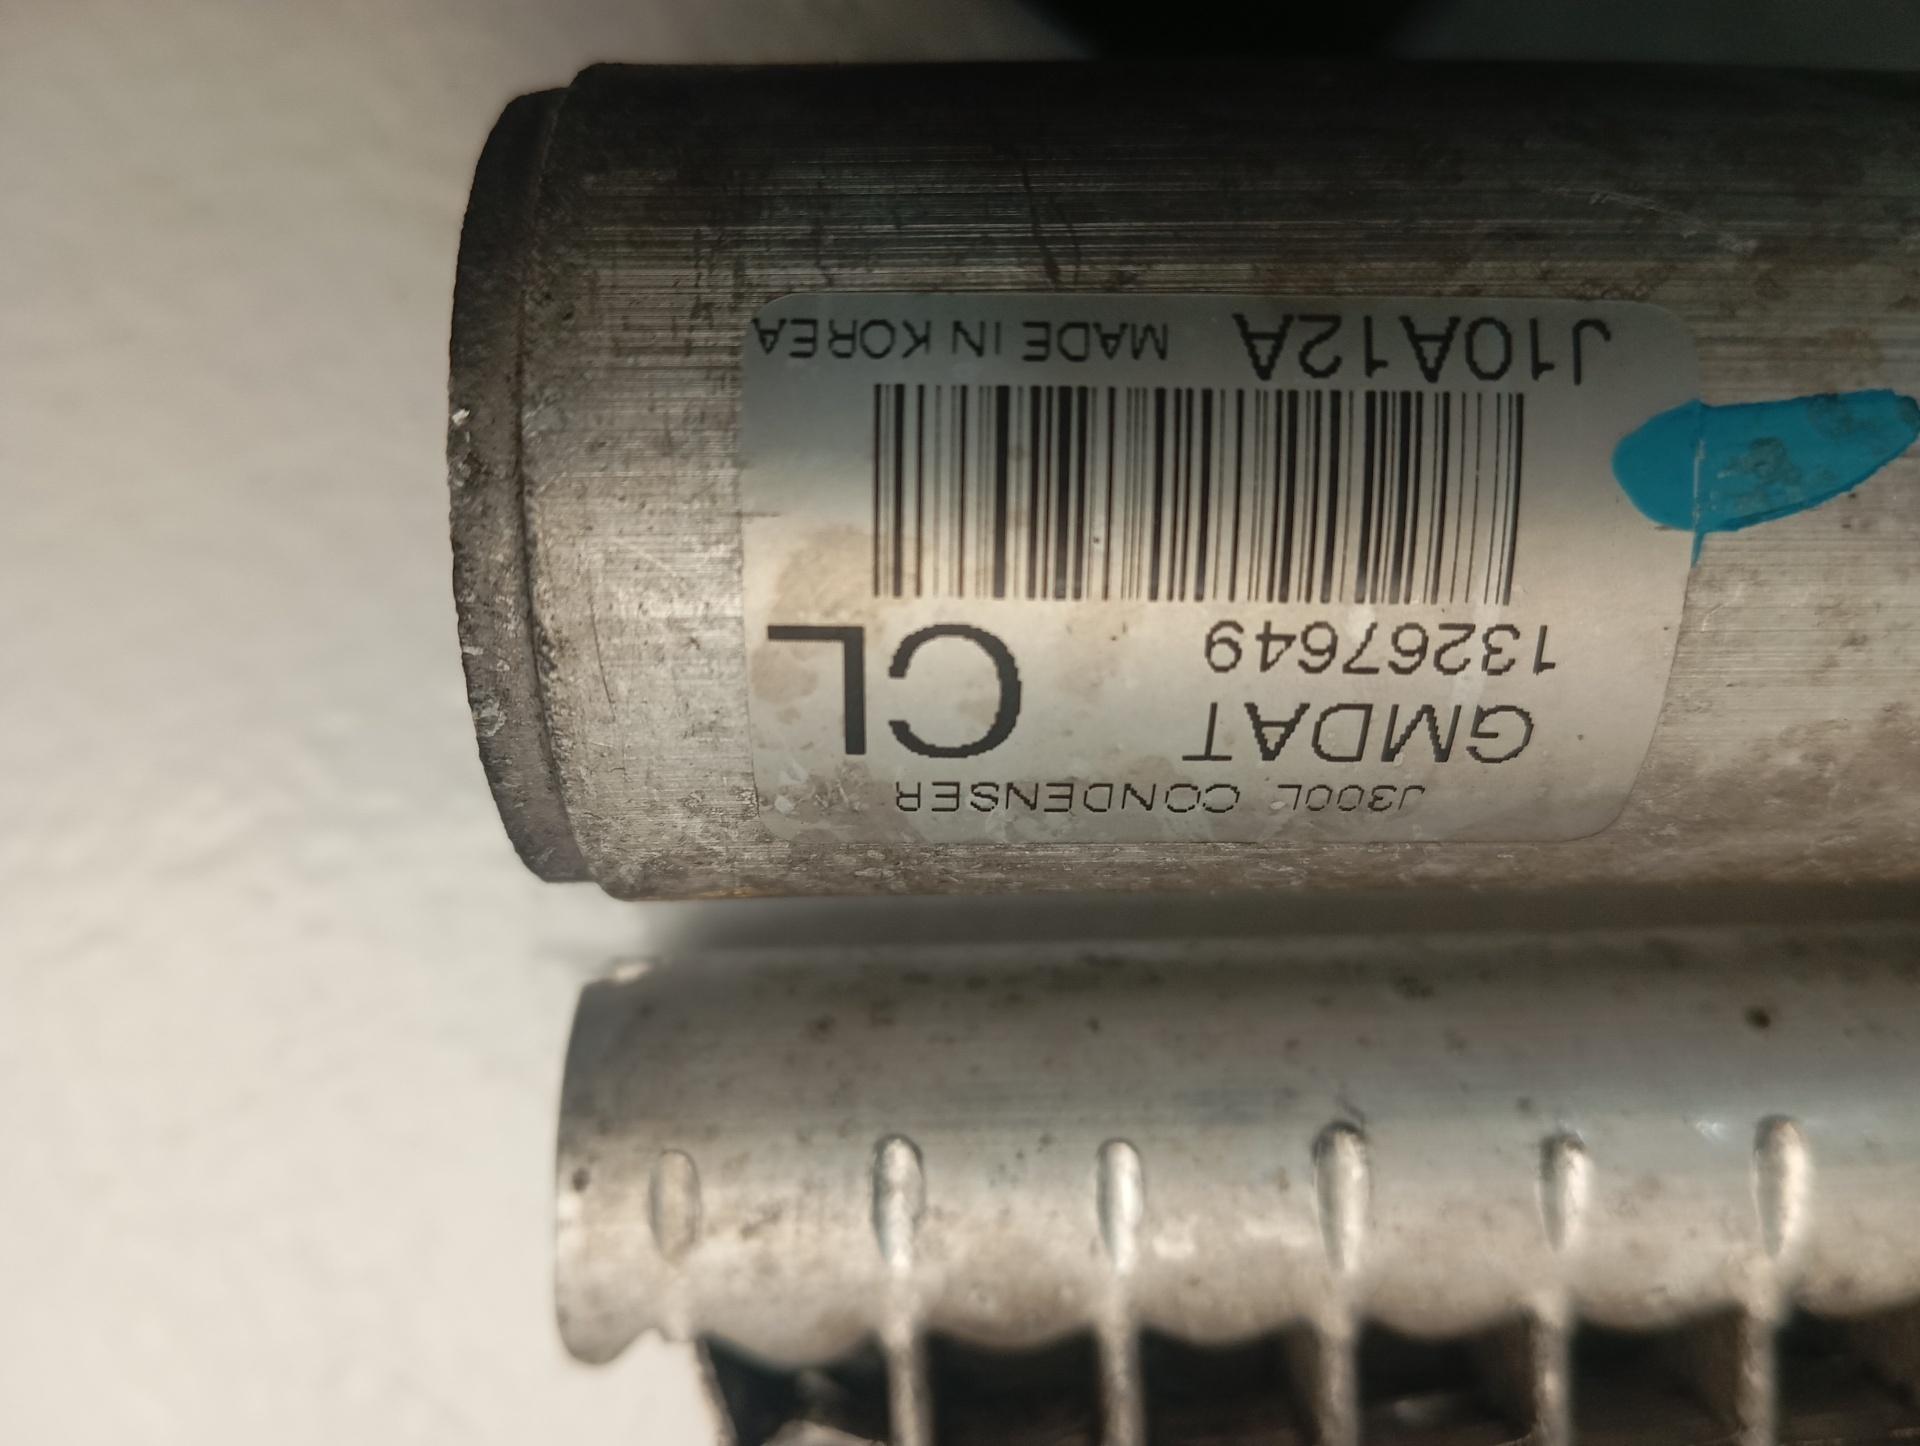 J300L CONDENSER
GMDAT
13267649
CL
J10A12A MADE IN KOREA